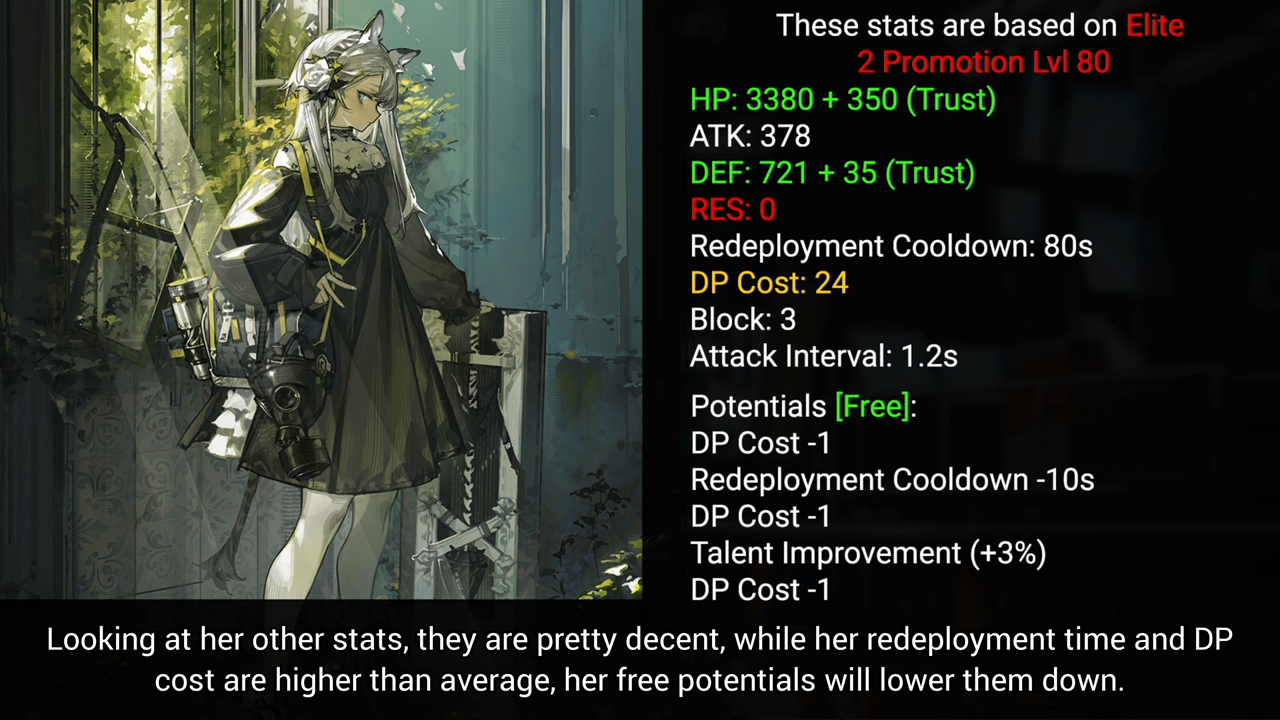 These stats are based on Elite
2 Promotion Lvl 80
HP: 3380 + 350 (Trust)
ATK: 378
DEF: 721 + 35 (Trust)
RES: 0
Redeployment Cooldown: 80s
DP Cost: 24
Block: 3
Attack Interval: 1.2s
Potentials [Free]:
DP Cost -1
Redeployment Cooldown -10s
DP Cost -1
Talent Improvement (+3%)
DP Cost -1
Looking at her other stats, they are pretty decent, while her redeployment time and DP
cost are higher than average, her free potentials will lower them down.